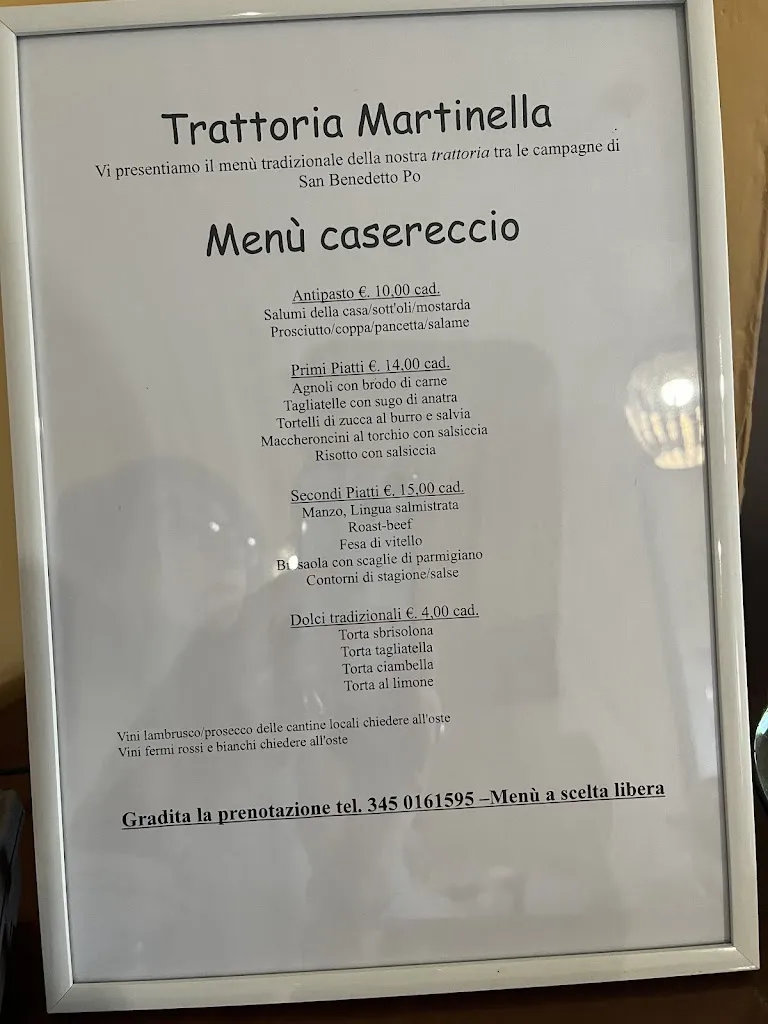 Trattoria Martinella
Vi presentiamo il menù tradizionale della nostra trattoria tra le campagne di
San Benedetto Po
Menù casereccio
Antipasto €. 10,00 cad.
Salumi della casa/sott'oli/mostarda
Prosciutto/coppa/pancetta/salame
Primi Piatti €. 14,00 cad.
Agnoli con brodo di carne
Tagliatelle con sugo di anatra
Tortelli di zucca al burro e salvia
Maccheroncini al torchio con salsiccia
Risotto con salsiccia
Secondi Piatti €. 15,00 cad.
Manzo, Lingua salmistrata
Roast-beef
Fesa di vitello
con scaglie di parmigiano
Contorni di stagione/salse
Dolci tradizionali €. 4,00 cad.
Torta sbrisolona
Torta tagliatella
Torta ciambella
Torta al limone
Vini lambrusco/prosecco delle cantine locali chiedere all'oste
Vini fermi rossi e bianchi chiedere all'oste
Gradita la prenotazione tel. 345 0161595 –Menù a scelta libera